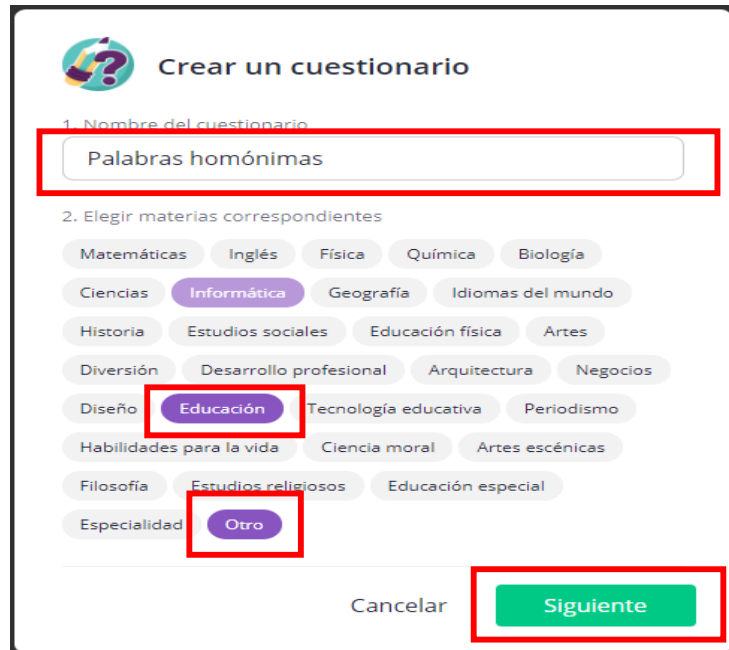 Crear un cuestionario
1. Nombre del cuestionario
Palabras homónimas
2. Elegir materias correspondientes
Matemáticas Inglés Física Química Biología
Ciencias Informática Geografía Idiomas del mundo
Historia Estudios sociales Educación física Artes
Diversión Desarrollo profesional Arquitectura Negocios
Diseño Educación Tecnología educativa Periodismo
Habilidades para la vida Ciencia moral Artes escénicas
Filosofía Estudios religiosos Educación especial
Especialidad Otro
Cancelar Siguiente